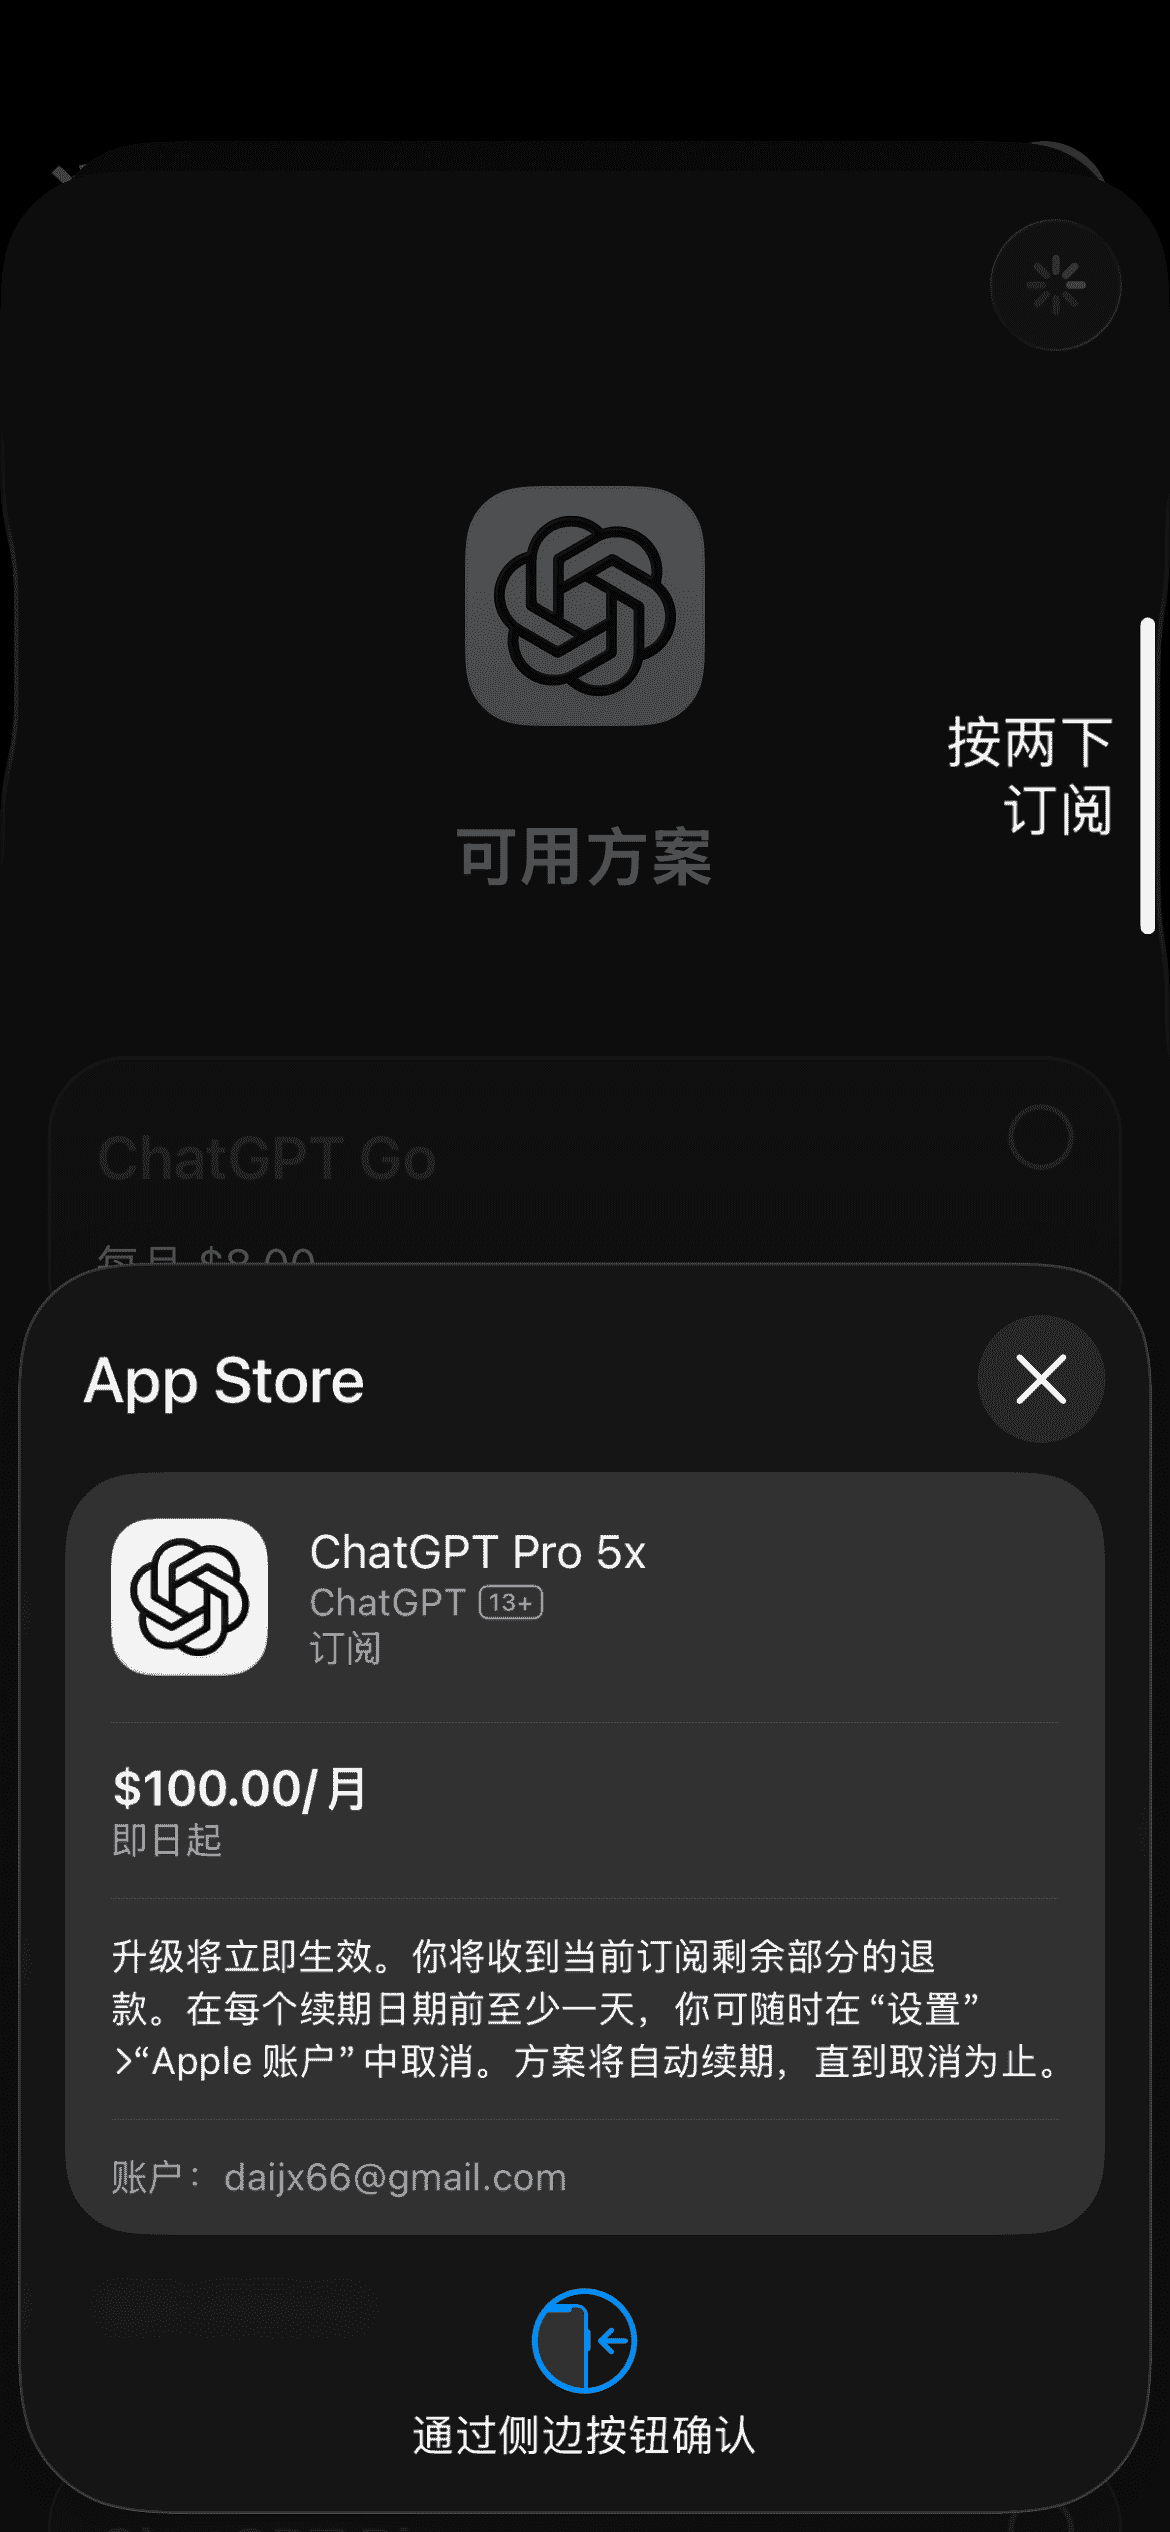 按两下
订阅
可用方案
ChatGPT Go
每月 $8.00
App Store
ChatGPT Pro 5x
ChatGPT 13+
订阅
$100.00/月
即日起
升级将立即生效。你将收到当前订阅剩余部分的退
款。在每个续期日期前至少一天，你可随时在“设置”
>“Apple 账户”中取消。方案将自动续期，直到取消为止。
账户：daijx66@gmail.com
通过侧边按钮确认